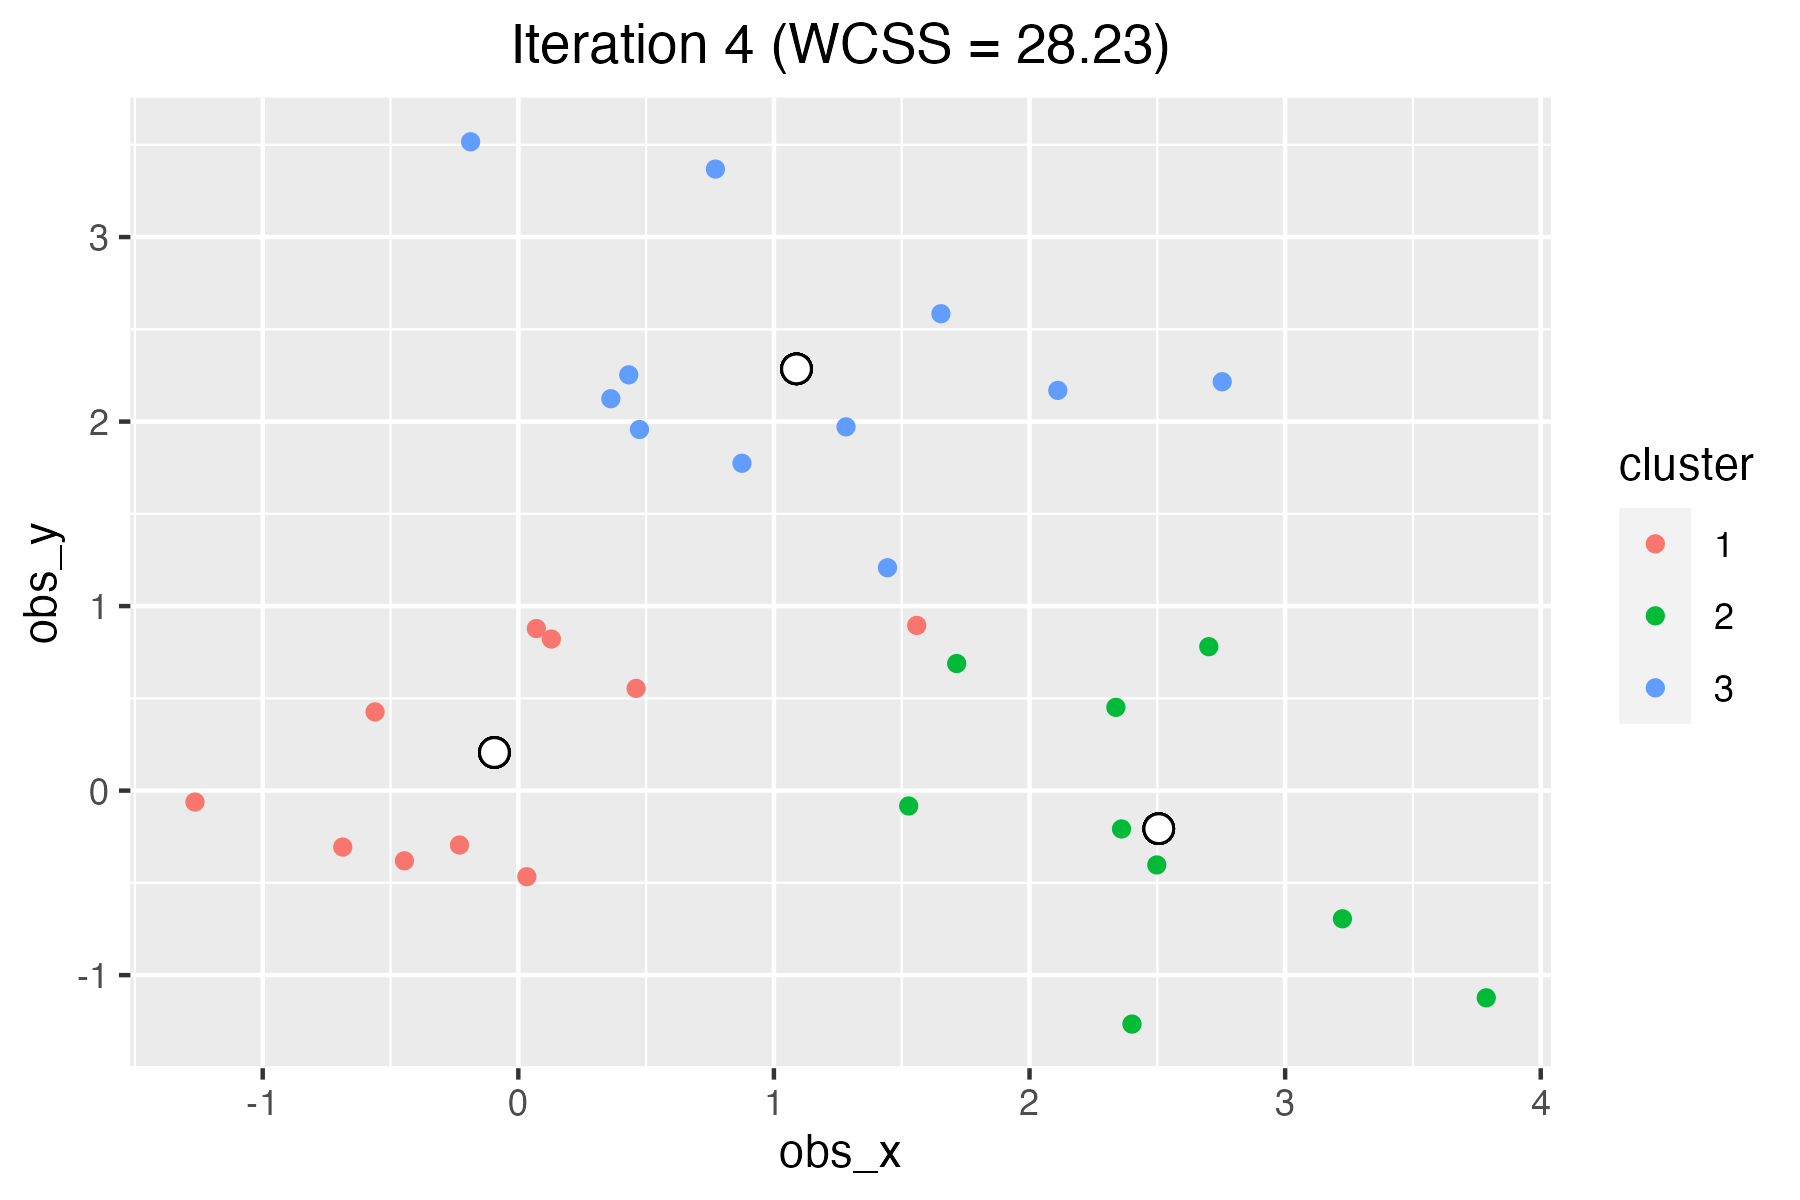 Iteration 4 (WCSS = 28.23)
obs_y
3
2
1
0
-1
-1 0 1 2 3 4
obs_x
cluster
1
2
3